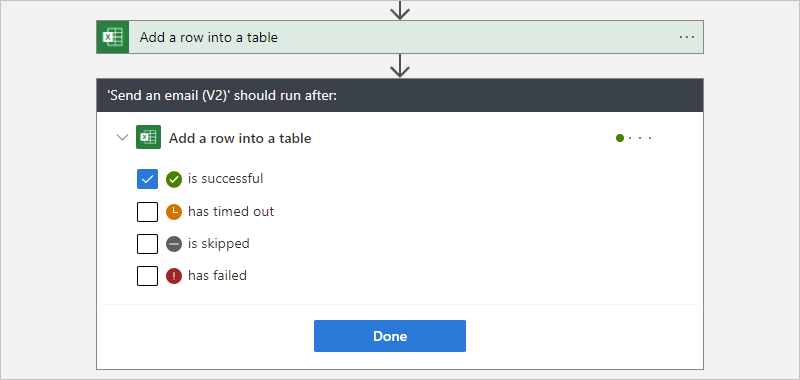 Add a row into a table
'Send an email (V2)' should run after:
Add a row into a table
is successful
has timed out
is skipped
has failed
Done